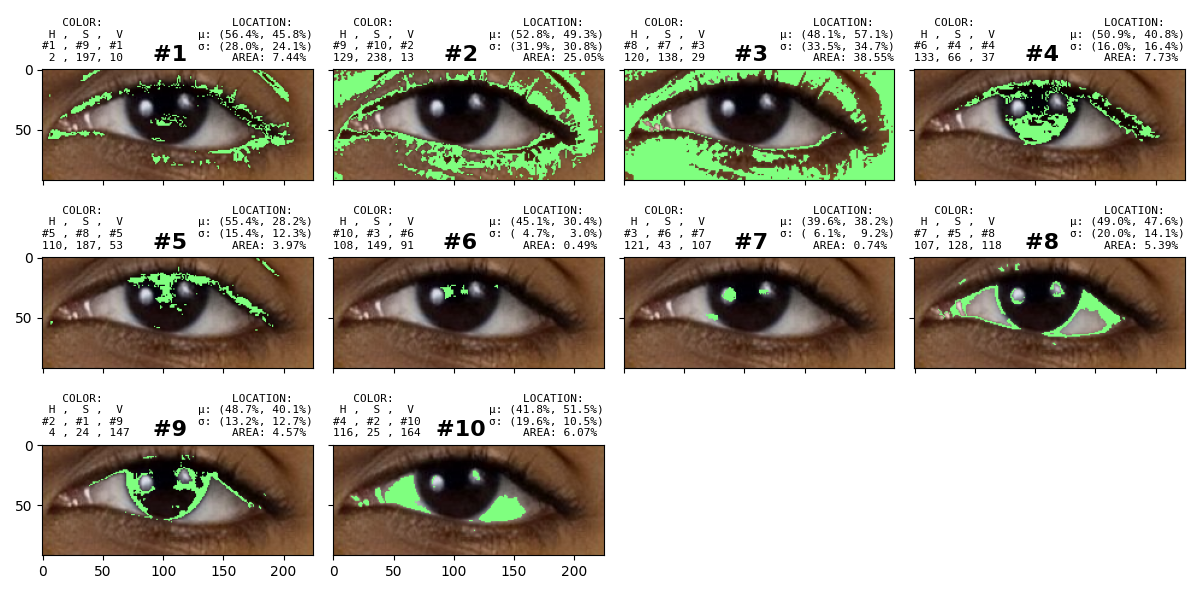 COLOR: LOCATION:
H , S , V μ: (56.4%, 45.8%)
#1 , #9 , #1 #1 σ: (28.0%, 24.1%)
2 , 197, 10 AREA: 7.44%
COLOR: LOCATION:
H , S , V μ: (52.8%, 49.3%)
#9 , #10, #2 #2 σ: (31.9%, 30.8%)
129, 238, 13 AREA: 25.05%
COLOR: LOCATION:
H , S , V μ: (48.1%, 57.1%)
#8 , #7 , #3 #3 σ: (33.5%, 34.7%)
120, 138, 29 AREA: 38.55%
COLOR: LOCATION:
H , S , V μ: (50.9%, 40.8%)
#6 , #4 , #4 #4 σ: (16.0%, 16.4%)
133, 66 , 37 AREA: 7.73%
0
50
COLOR: LOCATION:
H , S , V μ: (55.4%, 28.2%)
#5 , #8 , #5 #5 σ: (15.4%, 12.3%)
110, 187, 53 AREA: 3.97%
COLOR: LOCATION:
H , S , V μ: (45.1%, 30.4%)
#10, #3 , #6 #6 σ: ( 4.7%, 3.0%)
108, 149, 91 AREA: 0.49%
COLOR: LOCATION:
H , S , V μ: (39.6%, 38.2%)
#3 , #6 , #7 #7 σ: ( 6.1%, 9.2%)
121, 43 , 107 AREA: 0.74%
COLOR: LOCATION:
H , S , V μ: (49.0%, 47.6%)
#7 , #5 , #8 #8 σ: (20.0%, 14.1%)
107, 128, 118 AREA: 5.39%
0
50
COLOR: LOCATION:
H , S , V μ: (48.7%, 40.1%)
#2 , #1 , #9 #9 σ: (13.2%, 12.7%)
4 , 24 , 147 AREA: 4.57%
COLOR: LOCATION:
H , S , V μ: (41.8%, 51.5%)
#4 , #2 , #10 #10 σ: (19.6%, 10.5%)
116, 25 , 164 AREA: 6.07%
0
50
0 50 100 150 200
0 50 100 150 200